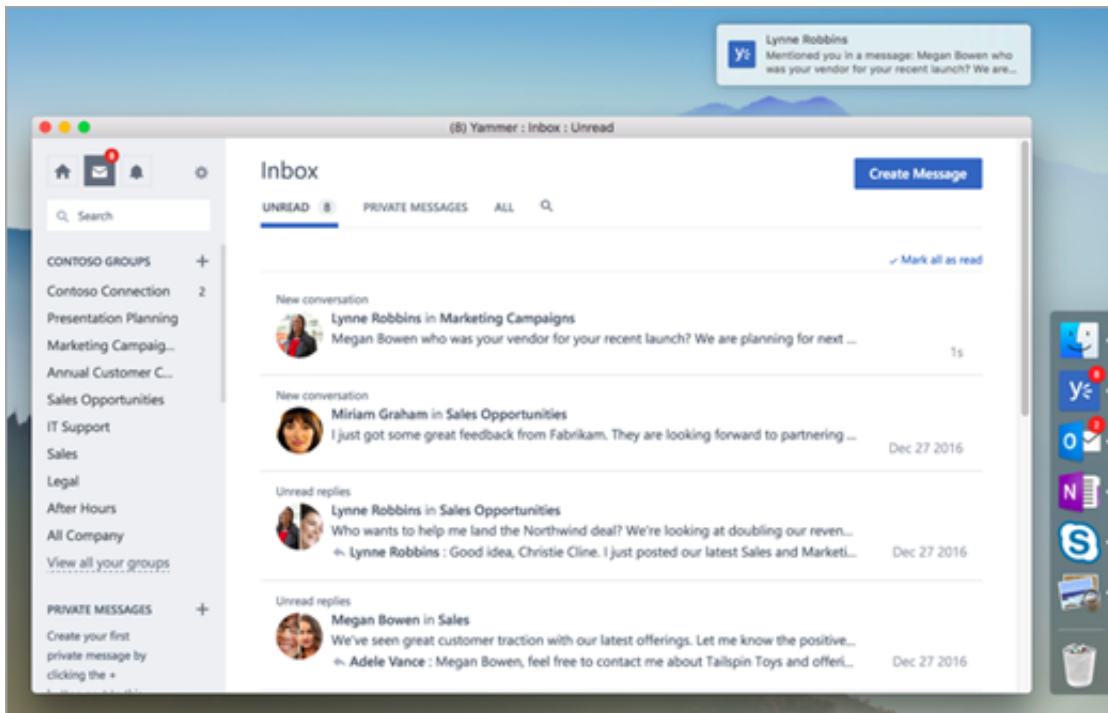 Lynne Robbins
Mentioned you in a message: Megan Bowen who
was your vendor for your recent launch? We are...
(8) Yammer : Inbox : Unread
8
Search
CONTOSO GROUPS +
Contoso Connection 2
Presentation Planning
Marketing Campaig...
Annual Customer C...
Sales Opportunities
IT Support
Sales
Legal
After Hours
All Company
View all your groups
PRIVATE MESSAGES +
Create your first
private message by
clicking the +
Inbox
Create Message
UNREAD 8 PRIVATE MESSAGES ALL
Mark all as read
New conversation
Lynne Robbins in Marketing Campaigns
Megan Bowen who was your vendor for your recent launch? We are planning for next ...
1s
New conversation
Miriam Graham in Sales Opportunities
I just got some great feedback from Fabrikam. They are looking forward to partnering ...
Dec 27 2016
Unread replies
Lynne Robbins in Sales Opportunities
Who wants to help me land the Northwind deal? We're looking at doubling our reven...
Lynne Robbins : Good idea, Christie Cline. I just posted our latest Sales and Marketi... Dec 27 2016
Unread replies
Megan Bowen in Sales
We've seen great customer traction with our latest offerings. Let me know the positive...
Adele Vance : Megan Bowen, feel free to contact me about Tailspin Toys and offeri... Dec 27 2016
8
2
N
S